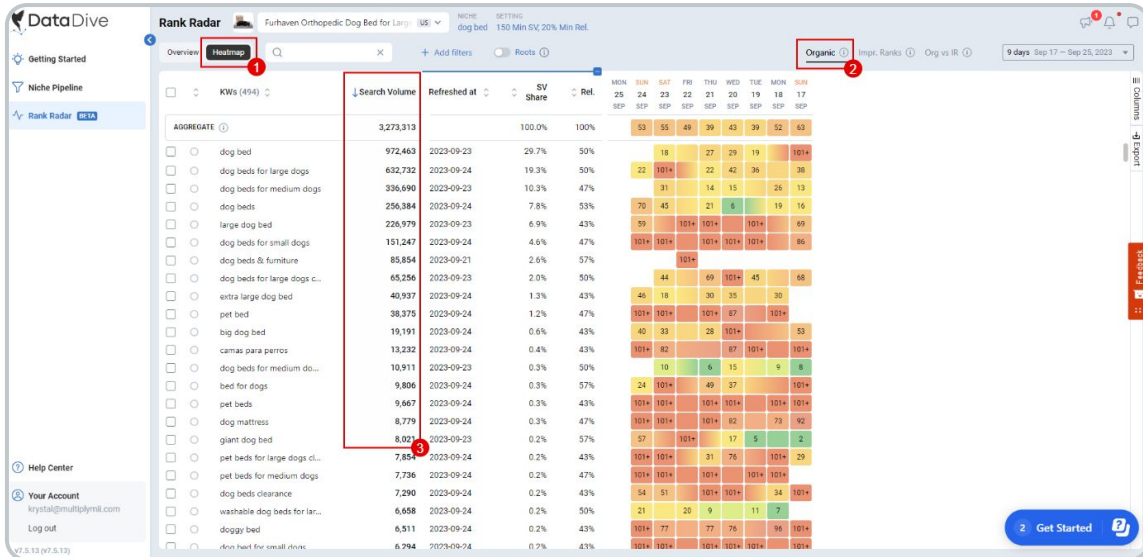 DataDive
Rank Radar Furhaven Orthopedic Dog Bed for Large US NICHE dog bed SETTING 150 Min SV, 20% Min Rel.
Getting Started
Niche Pipeline
Rank Radar BETA
Overview Heatmap + Add filters Roots Organic Impr. Ranks Org vs IR 9 days Sep 17 – Sep 25, 2023
1
2
KWs (494) Search Volume Refreshed at SV Share Rel. MON 25 SEP SUN 24 SEP SAT 23 SEP FRI 22 SEP THU 21 SEP WED 20 SEP TUE 19 SEP MON 18 SEP SUN 17 SEP
AGGREGATE 3,273,313 100.0% 100% 53 55 49 39 43 39 52 63
dog bed 972,463 2023-09-23 29.7% 50% 18 27 29 19 101+
dog beds for large dogs 632,732 2023-09-24 19.3% 50% 22 101+ 22 42 36 38
dog beds for medium dogs 336,690 2023-09-23 10.3% 47% 31 14 15 26 13
dog beds 256,384 2023-09-24 7.8% 53% 70 45 21 6 19 16
large dog bed 226,979 2023-09-23 6.9% 43% 59 101+ 101+ 101+ 69
dog beds for small dogs 151,247 2023-09-24 4.6% 47% 101+ 101+ 101+ 101+ 101+ 86
dog beds & furniture 85,854 2023-09-21 2.6% 57% 101+
dog beds for large dogs c... 65,256 2023-09-23 2.0% 50% 44 69 101+ 45 68
extra large dog bed 40,937 2023-09-24 1.3% 43% 46 18 30 35 30
pet bed 38,375 2023-09-24 1.2% 47% 101+ 101+ 101+ 87 101+
big dog bed 19,191 2023-09-24 0.6% 43% 40 33 28 101+ 53
camas para perros 13,232 2023-09-24 0.4% 43% 101+ 82 87 101+ 101+
dog beds for medium do... 10,911 2023-09-23 0.3% 50% 10 6 15 9 8
bed for dogs 9,806 2023-09-24 0.3% 57% 24 101+ 49 37 101+
pet beds 9,667 2023-09-24 0.3% 43% 101+ 101+ 101+ 101+ 101+ 101+
dog mattress 8,779 2023-09-24 0.3% 47% 101+ 101+ 101+ 82 73 92
giant dog bed 8,021 2023-09-23 0.2% 57% 57 101+ 17 5 2
3
pet beds for large dogs cl... 7,854 2023-09-24 0.2% 43% 101+ 101+ 31 76 101+ 29
pet beds for medium dogs 7,736 2023-09-24 0.2% 47% 101+ 101+ 101+ 101+ 101+
dog beds clearance 7,290 2023-09-24 0.2% 43% 54 51 101+ 101+ 34 101+
washable dog beds for lar... 6,658 2023-09-24 0.2% 50% 21 20 9 11 7
doggy bed 6,511 2023-09-24 0.2% 43% 101+ 77 77 76 96 101+
dog bed for small dogs 6,294 2023-09-24 0.2% 43% 101+ 101+ 101+ 101+ 101+ 101+
Columns
Export
Feedback
Help Center
Your Account
krystal@multiplymii.com
Log out
v7.5.13 (v7.5.13)
2 Get Started